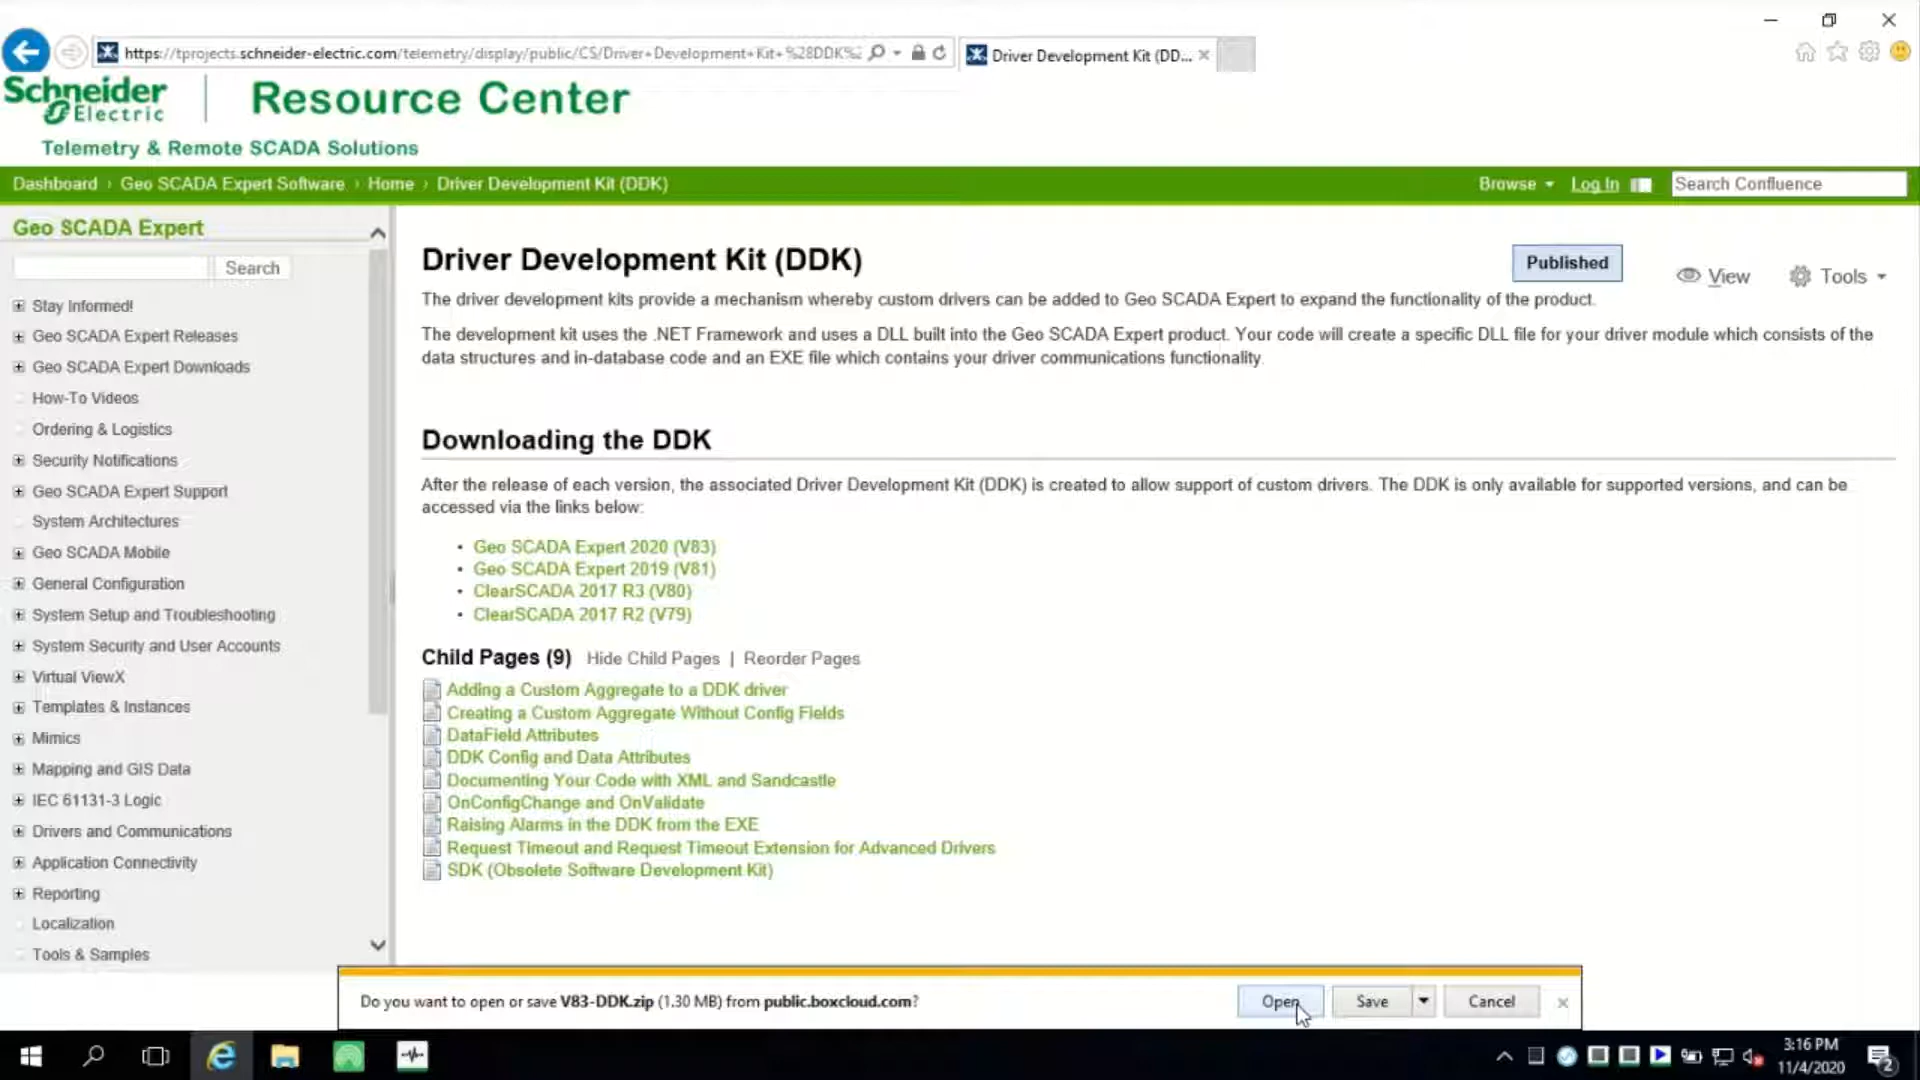 https://tprojects.schneider-electric.com/telemetry/display/public/CS/Driver+Development+Kit+%28DDK%2
Driver Development Kit (DD...
Schneider
Electric
Resource Center
Telemetry & Remote SCADA Solutions
Dashboard › Geo SCADA Expert Software › Home › Driver Development Kit (DDK)
Browse
Log In
Search Confluence
Geo SCADA Expert
Search
Stay Informed!
Geo SCADA Expert Releases
Geo SCADA Expert Downloads
How-To Videos
Ordering & Logistics
Security Notifications
Geo SCADA Expert Support
System Architectures
Geo SCADA Mobile
General Configuration
System Setup and Troubleshooting
System Security and User Accounts
Virtual ViewX
Templates & Instances
Mimics
Mapping and GIS Data
IEC 61131-3 Logic
Drivers and Communications
Application Connectivity
Reporting
Localization
Tools & Samples
Driver Development Kit (DDK)
Published
View
Tools
The driver development kits provide a mechanism whereby custom drivers can be added to Geo SCADA Expert to expand the functionality of the product.
The development kit uses the .NET Framework and uses a DLL built into the Geo SCADA Expert product. Your code will create a specific DLL file for your driver module which consists of the
data structures and in-database code and an EXE file which contains your driver communications functionality.
Downloading the DDK
After the release of each version, the associated Driver Development Kit (DDK) is created to allow support of custom drivers. The DDK is only available for supported versions, and can be
accessed via the links below:
• Geo SCADA Expert 2020 (V83)
• Geo SCADA Expert 2019 (V81)
• ClearSCADA 2017 R3 (V80)
• ClearSCADA 2017 R2 (V79)
Child Pages (9) Hide Child Pages | Reorder Pages
Adding a Custom Aggregate to a DDK driver
Creating a Custom Aggregate Without Config Fields
DataField Attributes
DDK Config and Data Attributes
Documenting Your Code with XML and Sandcastle
OnConfigChange and OnValidate
Raising Alarms in the DDK from the EXE
Request Timeout and Request Timeout Extension for Advanced Drivers
SDK (Obsolete Software Development Kit)
Do you want to open or save V83-DDK.zip (1.30 MB) from public.boxcloud.com?
Open
Save
Cancel
3:16 PM
11/4/2020
2